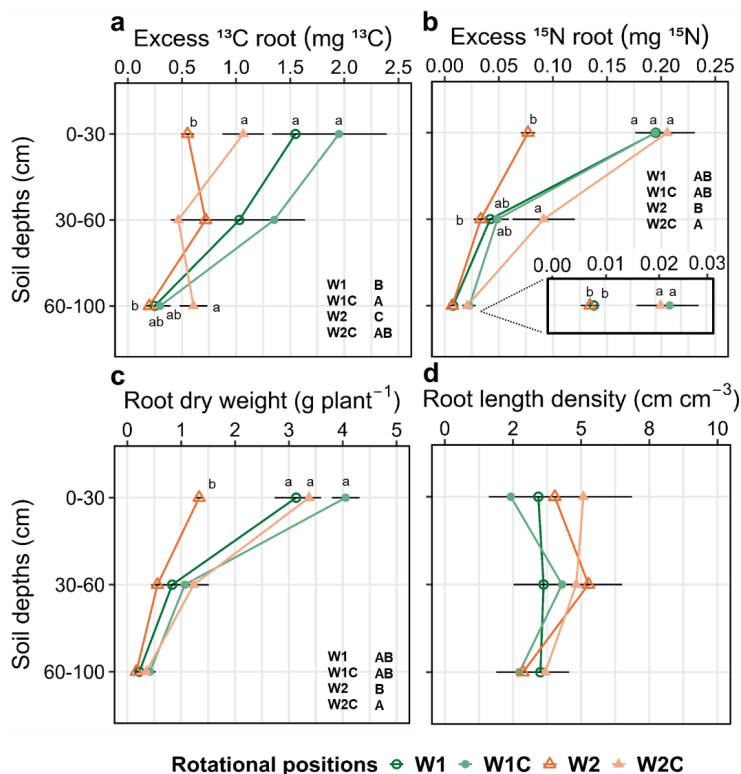 a
Excess ¹³C root (mg ¹³C)
0.0 0.5 1.0 1.5 2.0 2.5
Soil depths (cm)
0-30
30-60
60-100
b a a a
b ab ab a
W1 B
W1C A
W2 C
W2C AB
b
Excess ¹⁵N root (mg ¹⁵N)
0.00 0.05 0.10 0.15 0.20 0.25
b a a a
b ab ab a
W1 AB
W1C AB
W2 B
W2C A
0.00 0.01 0.02 0.03
b b a a
c
Root dry weight (g plant⁻¹)
0 1 2 3 4 5
Soil depths (cm)
0-30
30-60
60-100
b a a a
W1 AB
W1C AB
W2 B
W2C A
d
Root length density (cm cm⁻³)
0 2 5 8 10
Rotational positions W1 W1C W2 W2C